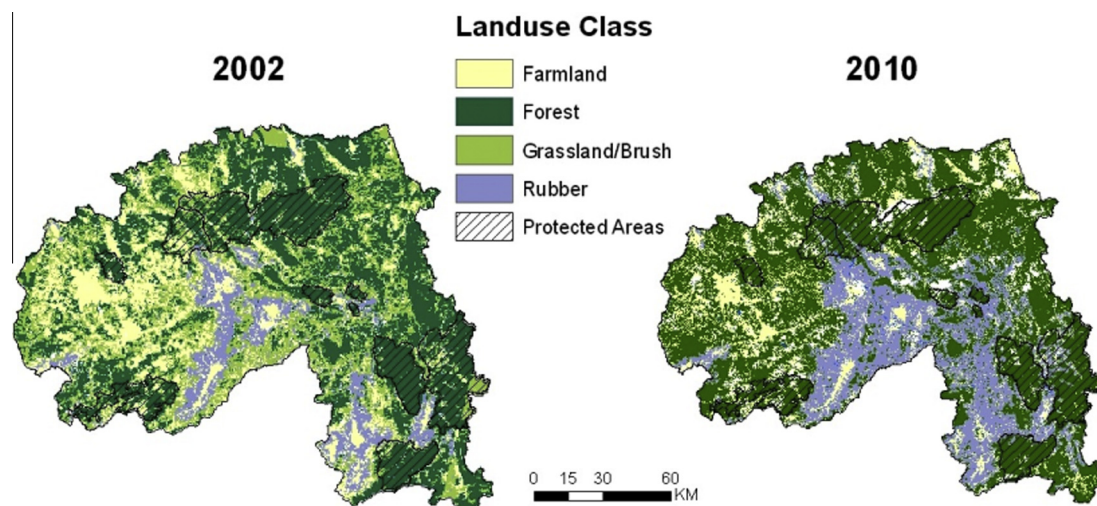 Landuse Class
2002
2010
Farmland
Forest
Grassland/Brush
Rubber
Protected Areas
0 15 30 60
KM